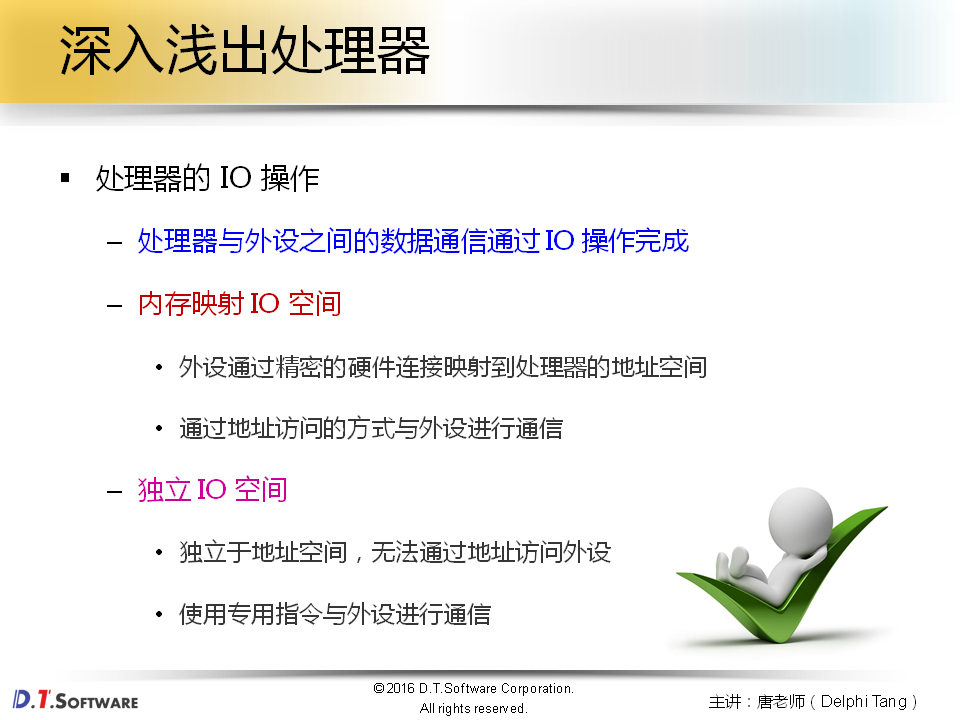 深入浅出处理器
▪ 处理器的 IO 操作
– 处理器与外设之间的数据通信通过 IO 操作完成
– 内存映射 IO 空间
• 外设通过精密的硬件连接映射到处理器的地址空间
• 通过地址访问的方式与外设进行通信
– 独立 IO 空间
• 独立于地址空间，无法通过地址访问外设
• 使用专用指令与外设进行通信
D.T.SOFTWARE
©2016 D.T.Software Corporation.
All rights reserved.
主讲：唐老师（Delphi Tang）